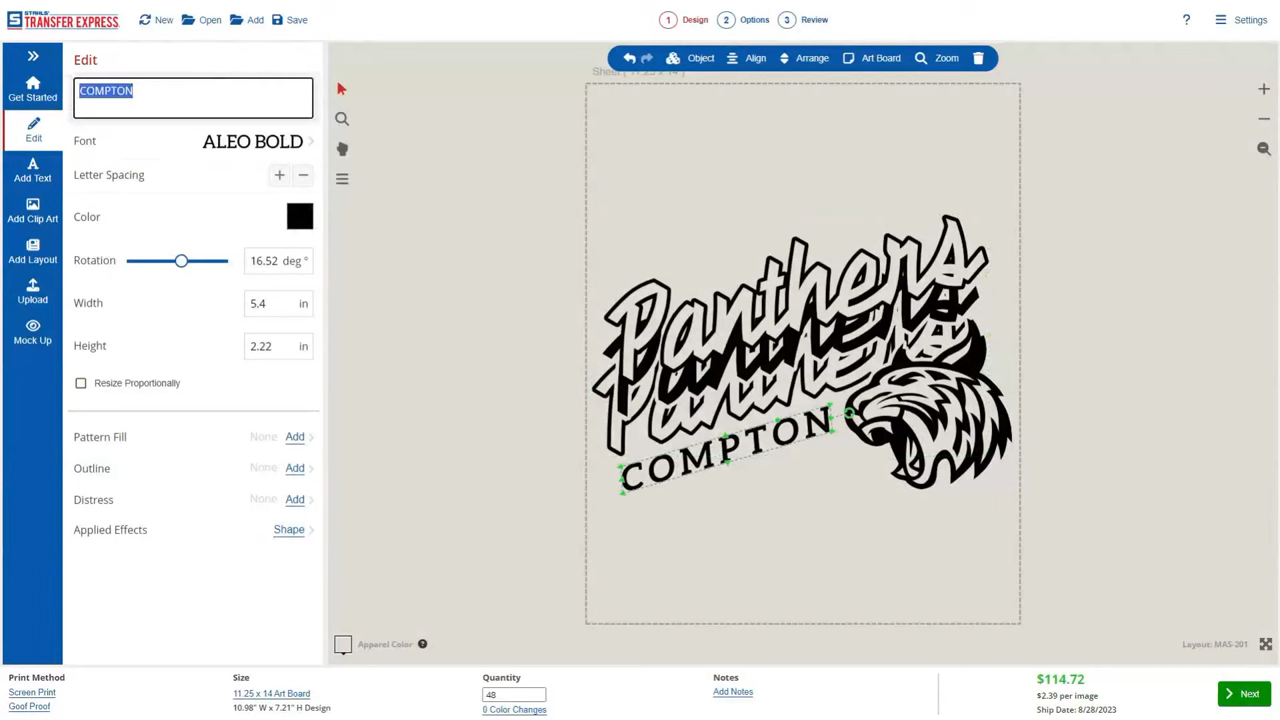 STAHLS'
TRANSFER EXPRESS
New
Open
Add
Save
1 Design
2 Options
3 Review
?
Settings
Get Started
Edit
Add Text
Add Clip Art
Add Layout
Upload
Mock Up
Edit
COMPTON
Font ALEO BOLD
Letter Spacing + −
Color
Rotation 16.52 deg °
Width 5.4 in
Height 2.22 in
Resize Proportionally
Pattern Fill None Add
Outline None Add
Distress None Add
Applied Effects Shape
Object
Align
Arrange
Art Board
Zoom
Sheet ( 11.25 x 14 )
Panthers
Panthers
COMPTON
Apparel Color ?
Layout: MAS-201
Print Method
Screen Print
Goof Proof
Size
11.25 x 14 Art Board
10.98" W x 7.21" H Design
Quantity
48
0 Color Changes
Notes
Add Notes
$114.72
$2.39 per image
Ship Date: 8/28/2023
Next